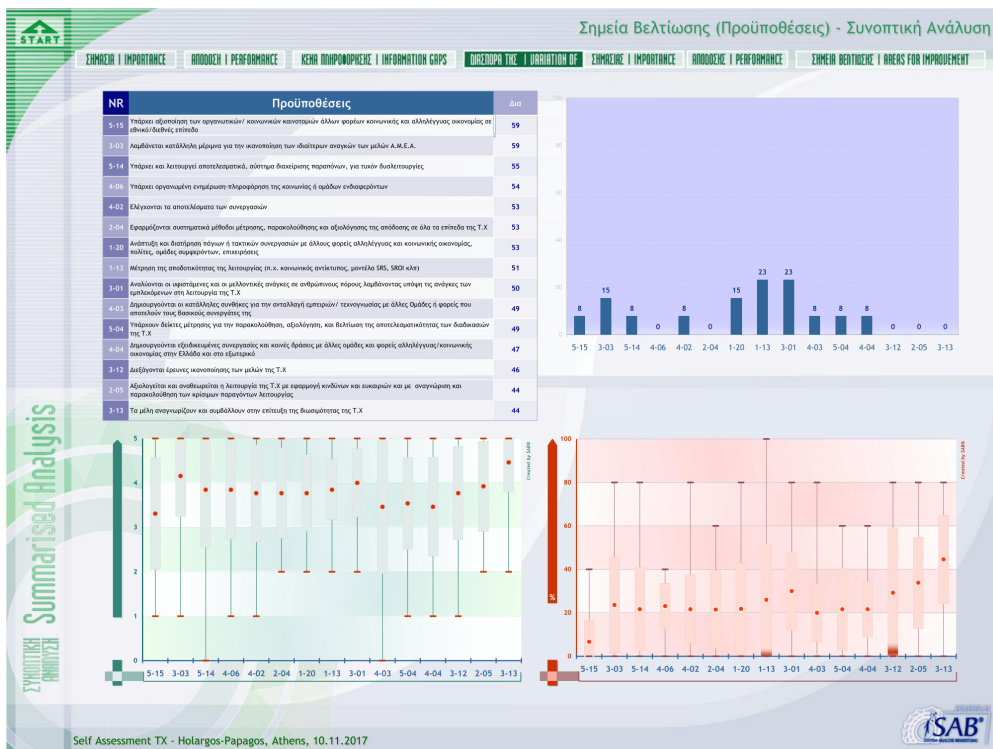 START
Σημεία Βελτίωσης (Προϋποθέσεις) - Συνοπτική Ανάλυση
ΣΗΜΑΣΙΑ | IMPORTANCE
ΑΠΟΔΟΣΗ | PERFORMANCE
ΚΕΝΑ ΠΛΗΡΟΦΟΡΗΣΗΣ | INFORMATION GAPS
ΔΙΑΣΠΟΡΑ ΤΗΣ | VARIATION OF
ΣΗΜΑΣΙΑΣ | IMPORTANCE
ΑΠΟΔΟΣΗΣ | PERFORMANCE
ΣΗΜΕΙΑ ΒΕΛΤΙΩΣΗΣ | AREAS FOR IMPROVEMENT
NR Προϋποθέσεις Δια
5-15 Υπάρχει αξιοποίηση των οργανωτικών/ κοινωνικών καινοτομιών άλλων φορέων κοινωνικής και αλληλέγγυας οικονομίας σε
εθνικό/διεθνές επίπεδο 59
3-03 Λαμβάνεται κατάλληλη μέριμνα για την ικανοποίηση των ιδιαίτερων αναγκών των μελών Α.Μ.Ε.Α. 59
5-14 Υπάρχει και λειτουργεί αποτελεσματικά, σύστημα διαχείρισης παραπόνων, για τυχόν δυσλειτουργίες 55
4-06 Υπάρχει οργανωμένη ενημέρωση-πληροφόρηση της κοινωνίας ή ομάδων ενδιαφερόντων 54
4-02 Ελέγχονται τα αποτελέσματα των συνεργασιών 53
2-04 Εφαρμόζονται συστηματικά μέθοδοι μέτρησης, παρακολούθησης και αξιολόγησης της απόδοσης σε όλα τα επίπεδα της Τ.Χ 53
1-20 Ανάπτυξη και διατήρηση πάγιων ή τακτικών συνεργασιών με άλλους φορείς αλληλέγγυας και κοινωνικής οικονομίας,
πολίτες, ομάδες συμφερόντων, επιχειρήσεις 53
1-13 Μέτρηση της αποδοτικότητας της λειτουργίας (π.χ. κοινωνικός αντίκτυπος, μοντέλα SRS, SROI κλπ) 51
3-01 Αναλύονται οι υφιστάμενες και οι μελλοντικές ανάγκες σε ανθρώπινους πόρους λαμβάνοντας υπόψη τις ανάγκες των
εμπλεκόμενων στη λειτουργία της Τ.Χ 50
4-03 Δημιουργούνται οι κατάλληλες συνθήκες για την ανταλλαγή εμπειριών/ τεχνογνωσίας με άλλες Ομάδες ή φορείς που
αποτελούν τους βασικούς συνεργάτες της 49
5-04 Υπάρχουν δείκτες μέτρησης για την παρακολούθηση, αξιολόγηση, και βελτίωση της αποτελεσματικότητας των διαδικασιών
της Τ.Χ 49
4-04 Δημιουργούνται εξειδικευμένες συνεργασίες και κοινές δράσεις με άλλες ομάδες και φορείς αλληλέγγυας/κοινωνικής
οικονομίας στην Ελλάδα και στο εξωτερικό 47
3-12 Διεξάγονται έρευνες ικανοποίησης των μελών της Τ.Χ 46
2-05 Αξιολογείται και αναθεωρείται η λειτουργία της Τ.Χ με εφαρμογή κινδύνων και ευκαιριών και με αναγνώριση και
παρακολούθηση των κρίσιμων παραγόντων λειτουργίας 44
3-13 Τα μέλη αναγνωρίζουν και συμβάλλουν στην επίτευξη της βιωσιμότητας της Τ.Χ 44
100
80
60
40
20
0
8 15 8 0 8 0 15 23 23 8 8 8 0 0 0
5-15 3-03 5-14 4-06 4-02 2-04 1-20 1-13 3-01 4-03 5-04 4-04 3-12 2-05 3-13
ΣΥΝΟΠΤΙΚΗ ΑΝΑΛΥΣΗ
Summarised Analysis
5
4
3
2
1
0
Created by SAB®
5-15 3-03 5-14 4-06 4-02 2-04 1-20 1-13 3-01 4-03 5-04 4-04 3-12 2-05 3-13
100
80
60
40
20
0
%
Created by SAB®
5-15 3-03 5-14 4-06 4-02 2-04 1-20 1-13 3-01 4-03 5-04 4-04 3-12 2-05 3-13
Self Assessment TX - Holargos-Papagos, Athens, 10.11.2017
SAB®